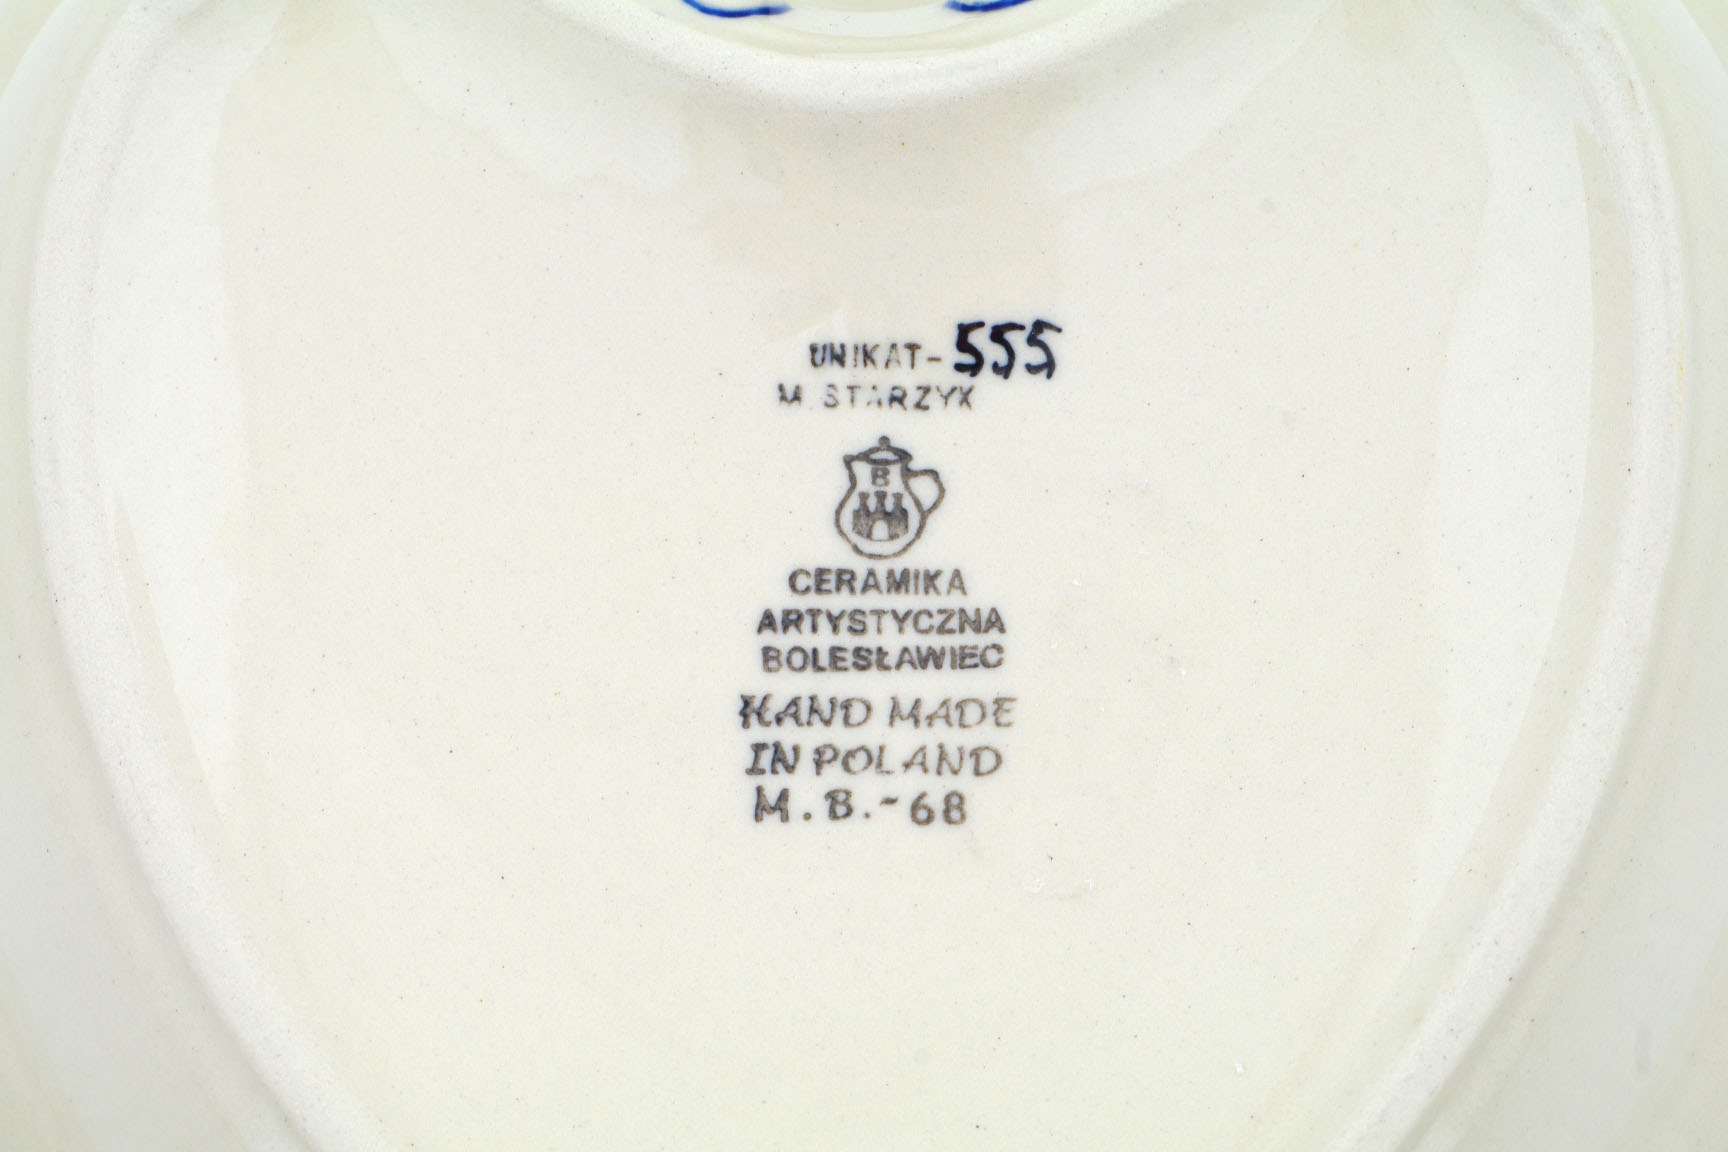 UNIKAT-555
M. STARZYK
B
CERAMIKA
ARTYSTYCZNA
BOLESŁAWIEC
HAND MADE
IN POLAND
M.B.-68